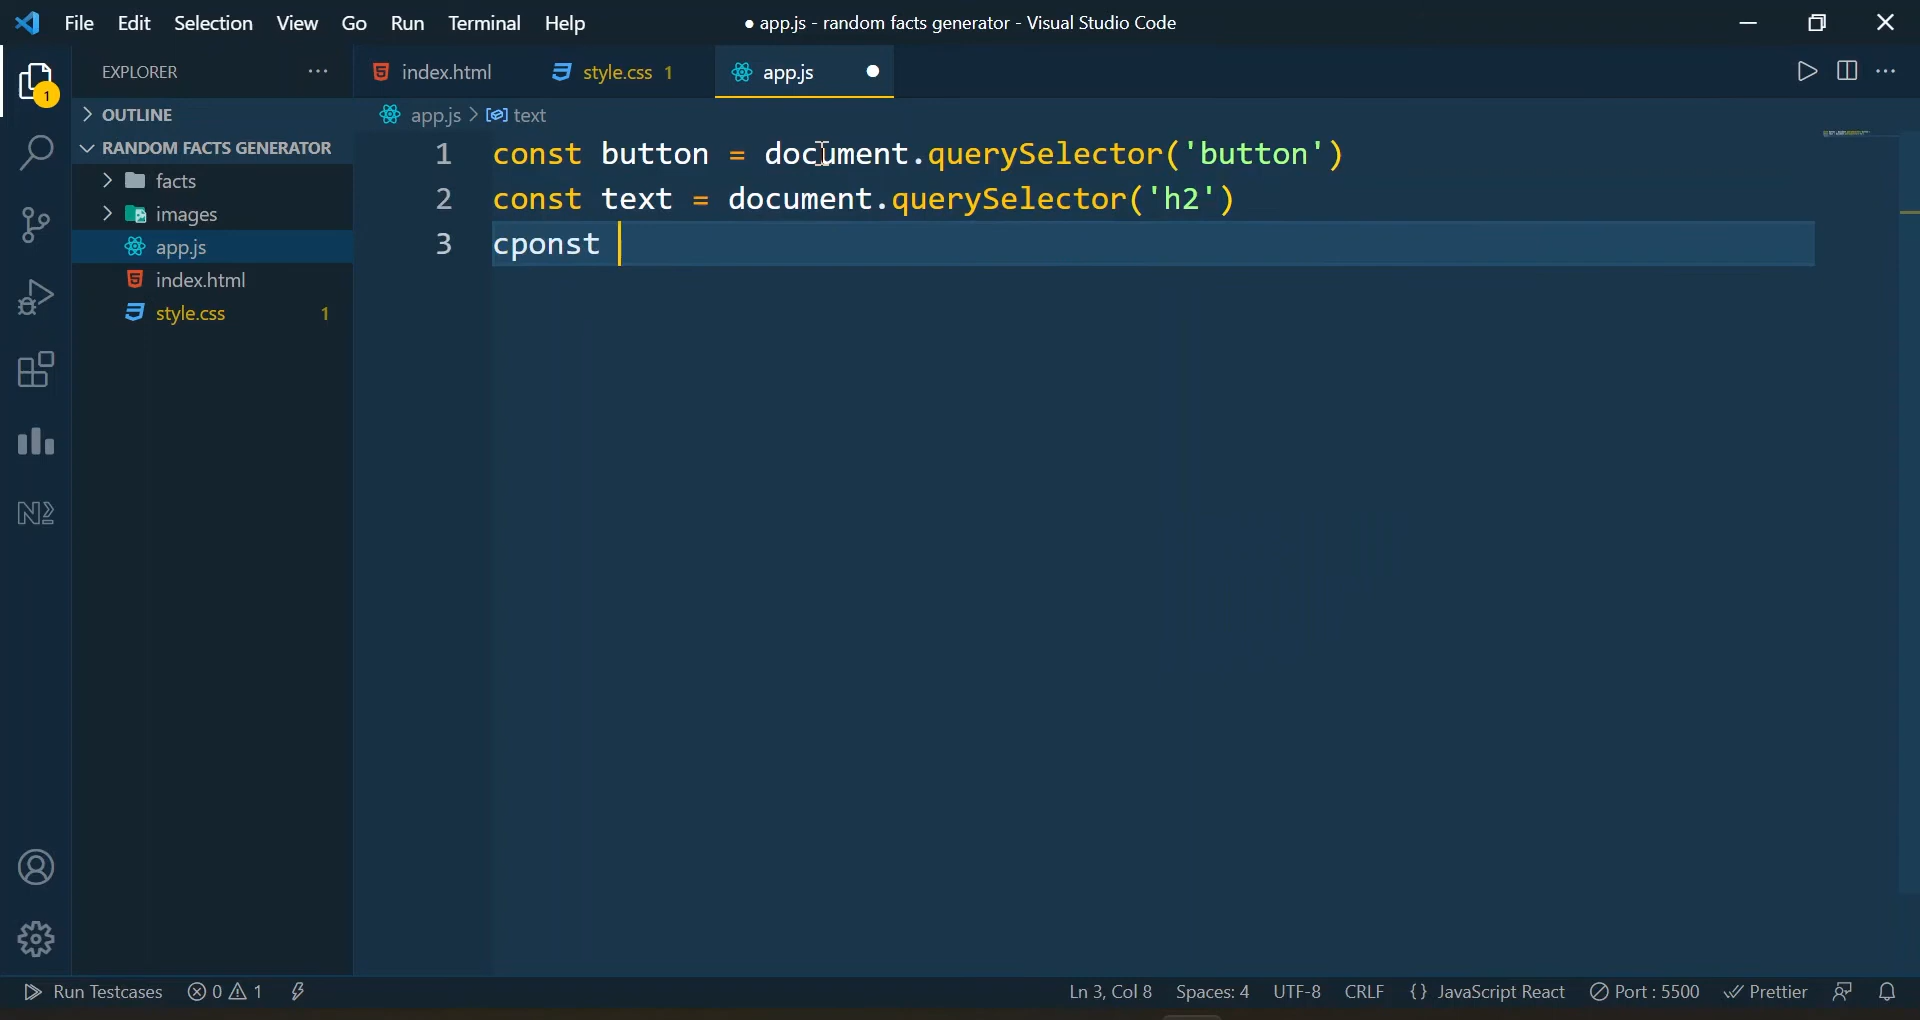 File Edit Selection View Go Run Terminal Help
● app.js - random facts generator - Visual Studio Code
EXPLORER ...
index.html
style.css 1
app.js
1
OUTLINE
app.js > text
RANDOM FACTS GENERATOR
facts
images
app.js
index.html
style.css 1
1 const button = document.querySelector('button')
2 const text = document.querySelector('h2')
3 cponst
Run Testcases 0 1
Ln 3, Col 8 Spaces: 4 UTF-8 CRLF {} JavaScript React Port : 5500 Prettier